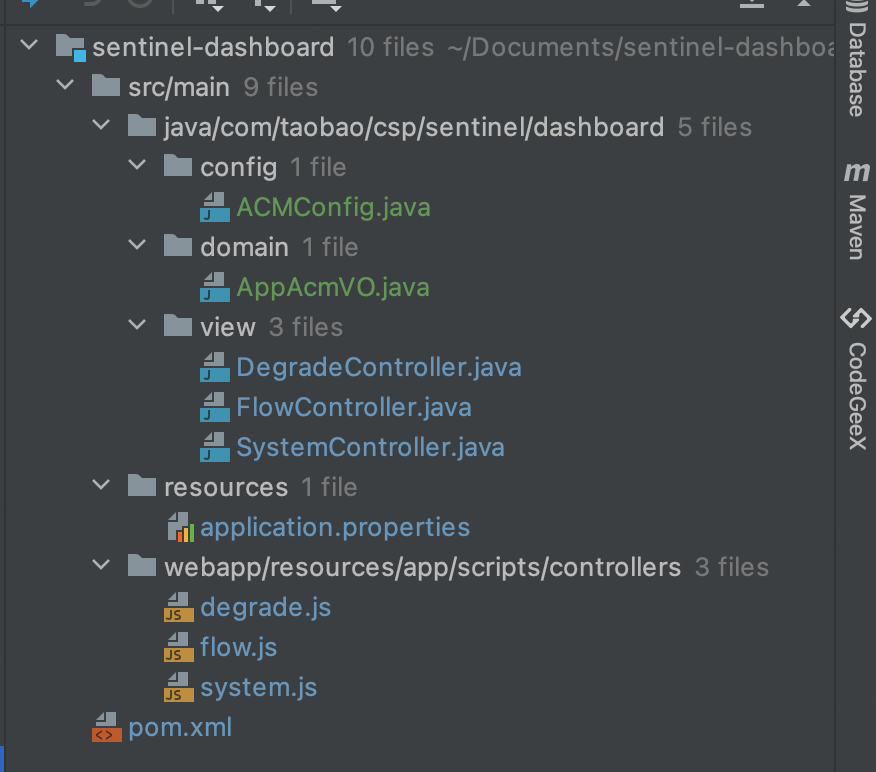 sentinel-dashboard 10 files ~/Documents/sentinel-dashboa
src/main 9 files
java/com/taobao/csp/sentinel/dashboard 5 files
config 1 file
ACMConfig.java
domain 1 file
AppAcmVO.java
view 3 files
DegradeController.java
FlowController.java
SystemController.java
resources 1 file
application.properties
webapp/resources/app/scripts/controllers 3 files
degrade.js
flow.js
system.js
pom.xml
Database
m Maven
CodeGeeX